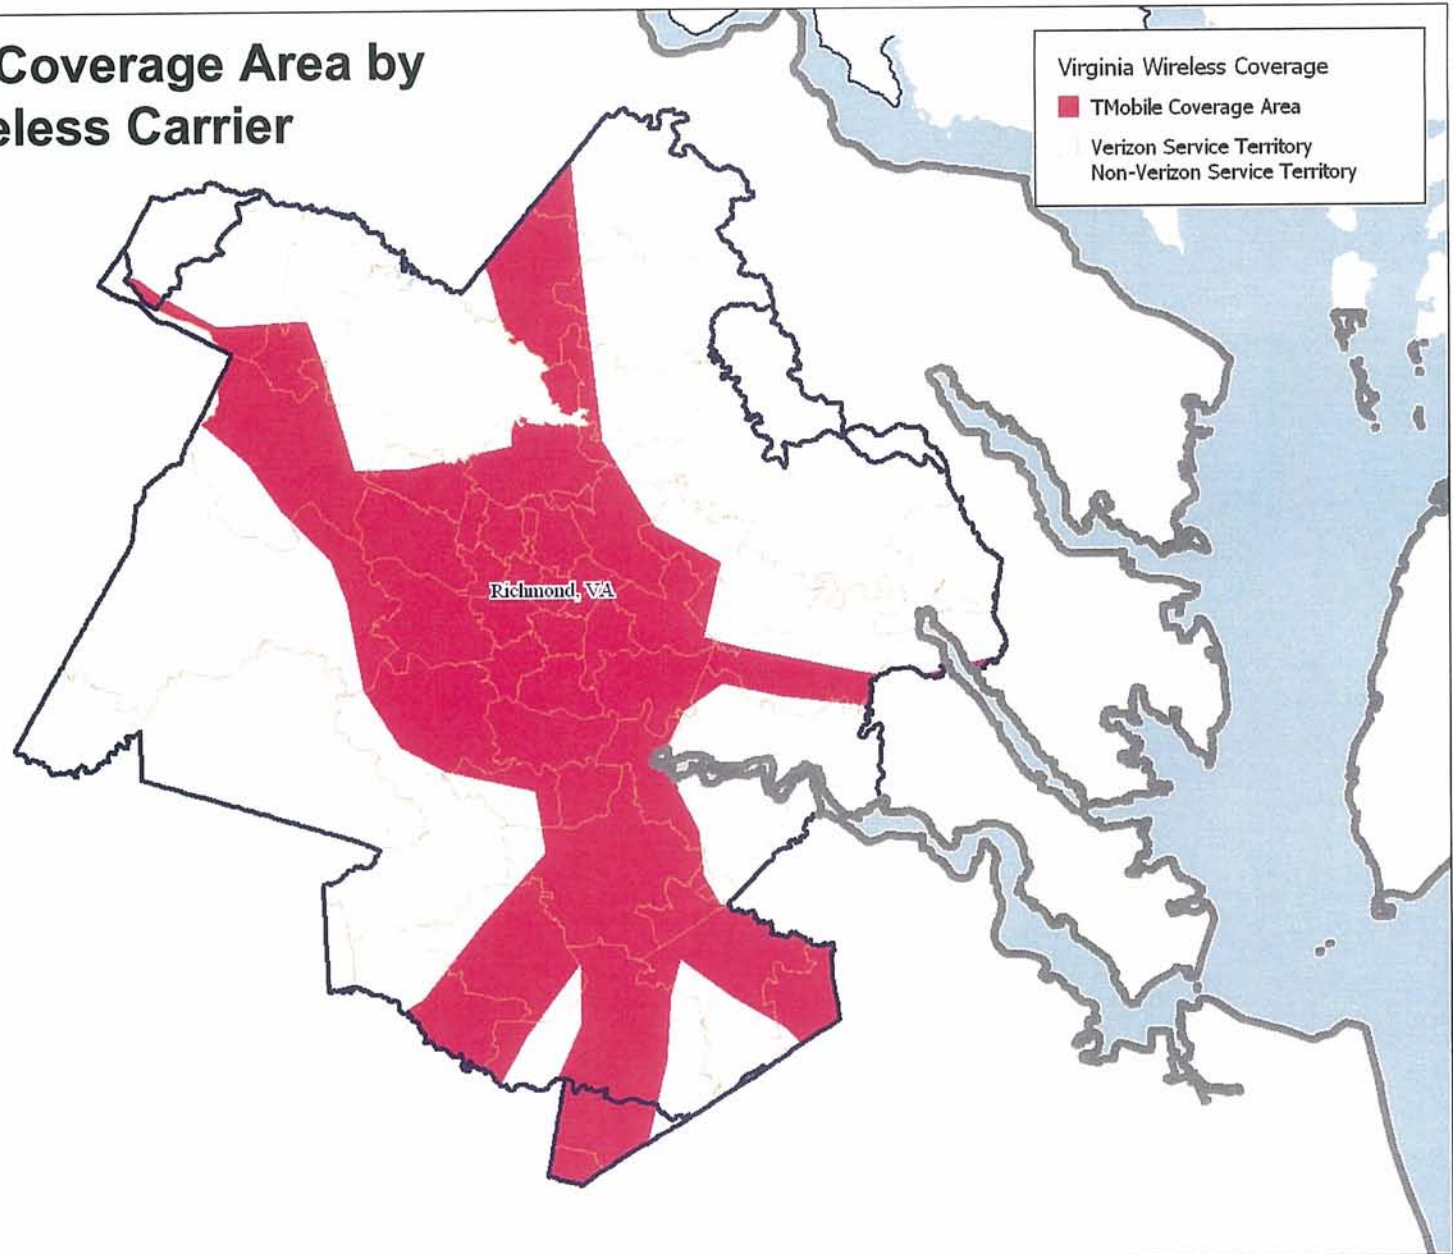 Coverage Area by
eless Carrier
Virginia Wireless Coverage
TMobile Coverage Area
Verizon Service Territory
Non-Verizon Service Territory
Richmond, VA